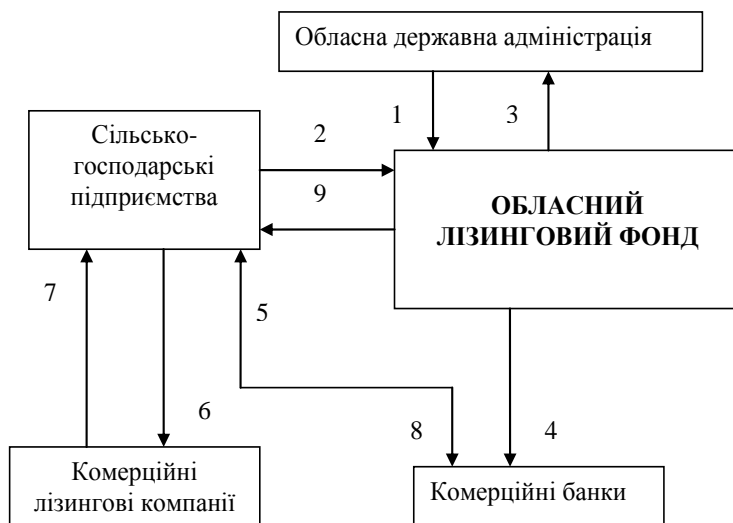 Обласна державна адміністрація
1
3
Сільсько-
господарські
підприємства
2
9
ОБЛАСНИЙ
ЛІЗИНГОВИЙ ФОНД
7
5
6
8
4
Комерційні
лізингові компанії
Комерційні банки